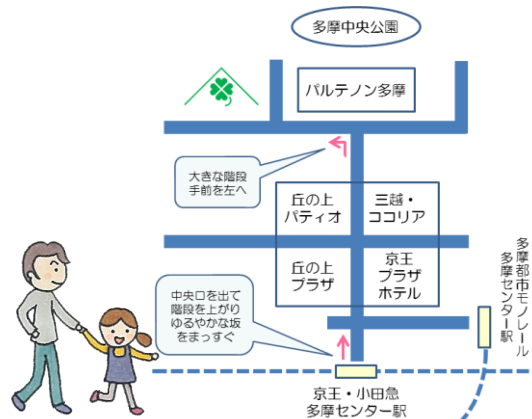 多摩中央公園
パルテノン多摩
大きな階段
手前を左へ
丘の上
パティオ
三越・
ココリア
丘の上
プラザ
京王
プラザ
ホテル
中央口を出て
階段を上がり
ゆるやかな坂
をまっすぐ
多摩都市モノレール
多摩センター駅
京王・小田急
多摩センター駅